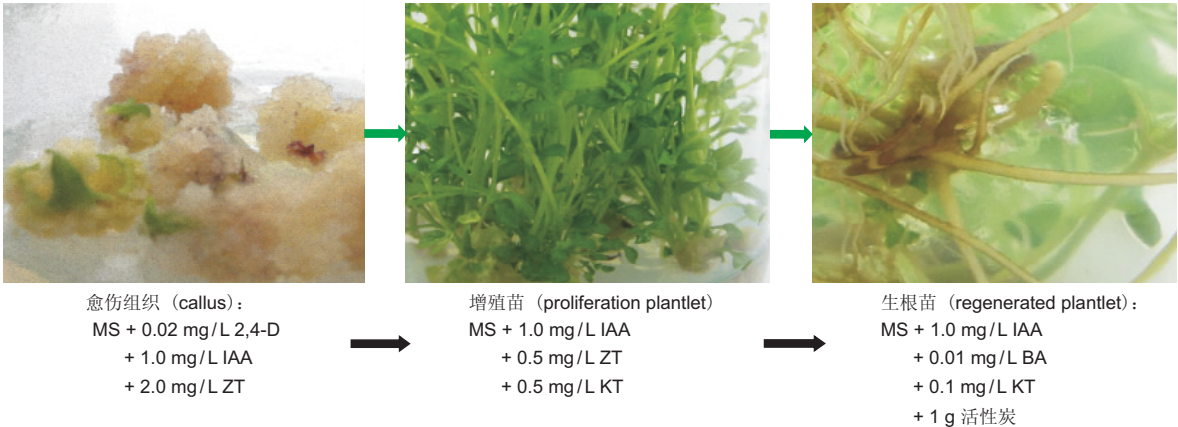 愈伤组织（callus）：
MS + 0.02 mg/L 2,4-D
+ 1.0 mg/L IAA
+ 2.0 mg/L ZT
增殖苗（proliferation plantlet）
MS + 1.0 mg/L IAA
+ 0.5 mg/L ZT
+ 0.5 mg/L KT
生根苗（regenerated plantlet）：
MS + 1.0 mg/L IAA
+ 0.01 mg/L BA
+ 0.1 mg/L KT
+ 1 g 活性炭